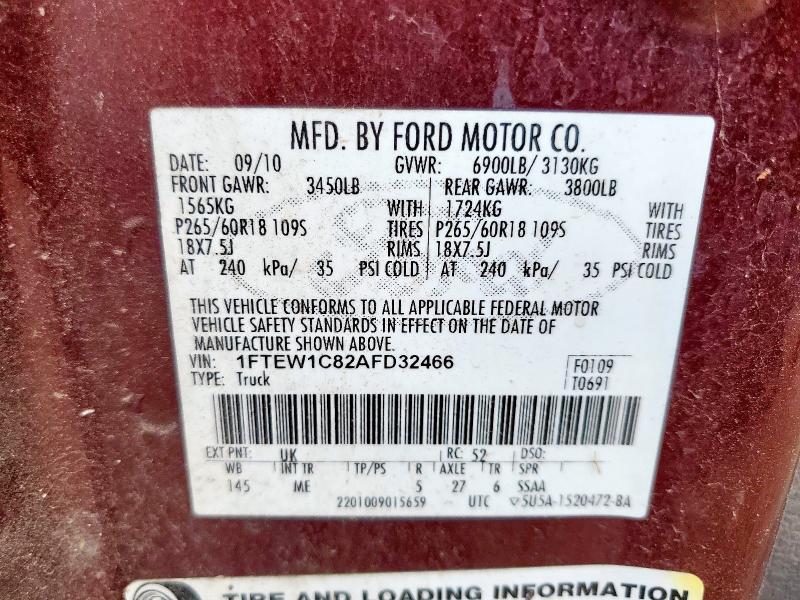 MFD. BY FORD MOTOR CO.
DATE: 09/10 GVWR: 6900LB/ 3130KG
FRONT GAWR: 3450LB REAR GAWR: 3800LB
1565KG WITH 1724KG WITH
P265/60R18 109S TIRES P265/60R18 109S TIRES
18X7.5J RIMS 18X7.5J RIMS
AT 240 kPa/ 35 PSI COLD AT 240 kPa/ 35 PSI COLD
THIS VEHICLE CONFORMS TO ALL APPLICABLE FEDERAL MOTOR
VEHICLE SAFETY STANDARDS IN EFFECT ON THE DATE OF
MANUFACTURE SHOWN ABOVE.
VIN: 1FTEW1C82AFD32466 F0109
TYPE: Truck T0691
EXT PNT: UK RC: 52 DSO:
WB INT TR TP/PS R AXLE TR SPR
145 ME 5 27 6 SSAA
2201009015659 UTC ▽5U5A-1520472-BA
TIRE AND LOADING INFORMATION